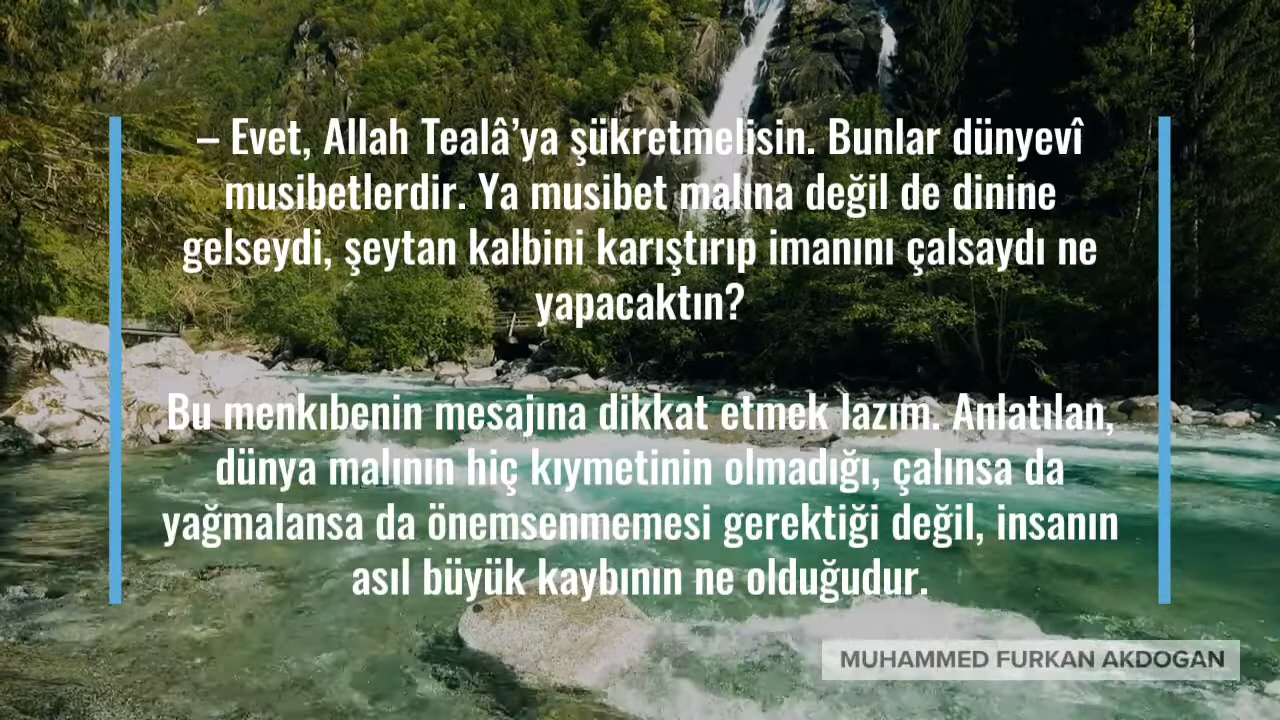 – Evet, Allah Tealâ’ya şükretmelisin. Bunlar dünyevî
musibetlerdir. Ya musibet malına değil de dinine
gelseydi, şeytan kalbini karıştırıp imanını çalsaydı ne
yapacaktın?
Bu menkıbenin mesajına dikkat etmek lazım. Anlatılan,
dünya malının hiç kıymetinin olmadığı, çalınsa da
yağmalansa da önemsenmemesi gerektiği değil, insanın
asıl büyük kaybının ne olduğudur.
MUHAMMED FURKAN AKDOGAN